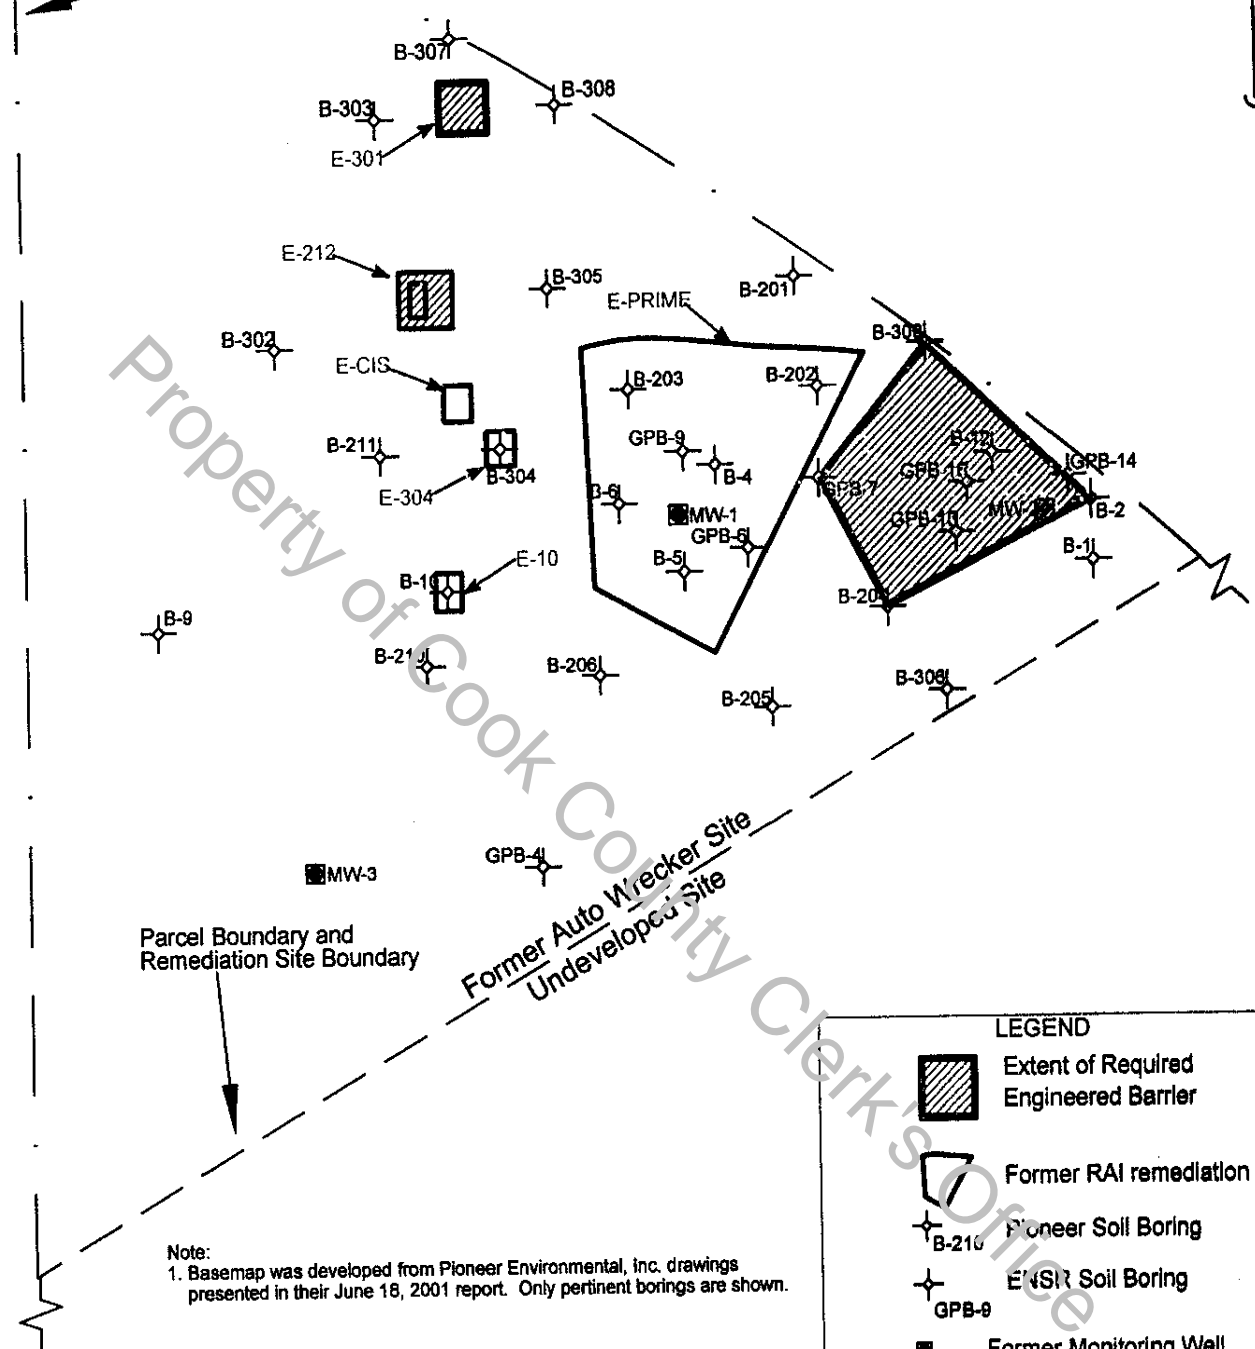 B-307
B-308
B-303
E-301
E-212
B-305
E-PRIME
B-201
B-302
B-309
E-CIS
B-203
B-202
B-211
GPB-9
B-4
B-12
GPB-14
B-304
E-304
GPB-7
B-6
MW-1
GPB-6
B-2
B-5
B-1
E-10
B-10
B-9
B-210
B-206
B-205
B-306
MW-3
GPB-4
Former Auto Wrecker Site
Undeveloped Site
Parcel Boundary and
Remediation Site Boundary
Property of Cook County Clerk's Office
LEGEND
Extent of Required
Engineered Barrier
Former RAI remediation
Pioneer Soil Boring
B-210
ENSR Soil Boring
GPB-9
Former Monitoring Well
Note:
1. Basemap was developed from Pioneer Environmental, Inc. drawings
presented in their June 18, 2001 report. Only pertinent borings are shown.